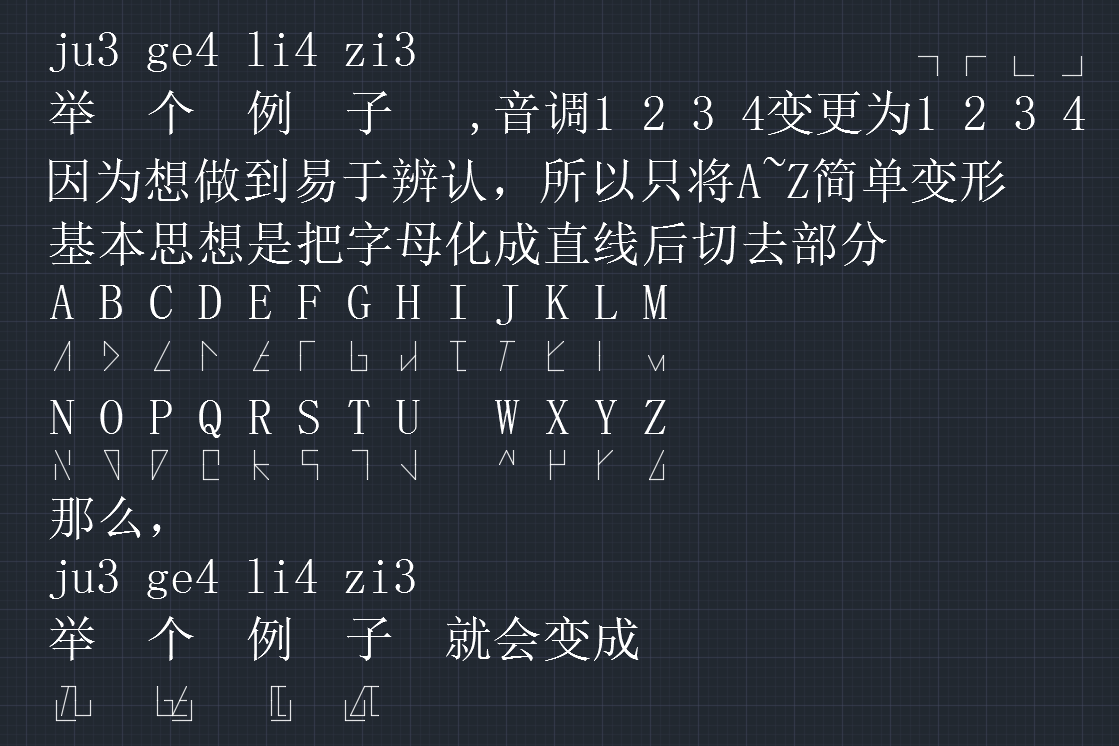 ju3 ge4 li4 zi3
举 个 例 子 ,音调1 2 3 4变更为1 2 3 4
因为想做到易于辨认，所以只将A~Z简单变形
基本思想是把字母化成直线后切去部分
A B C D E F G H I J K L M
N O P Q R S T U W X Y Z
那么，
ju3 ge4 li4 zi3
举 个 例 子 就会变成